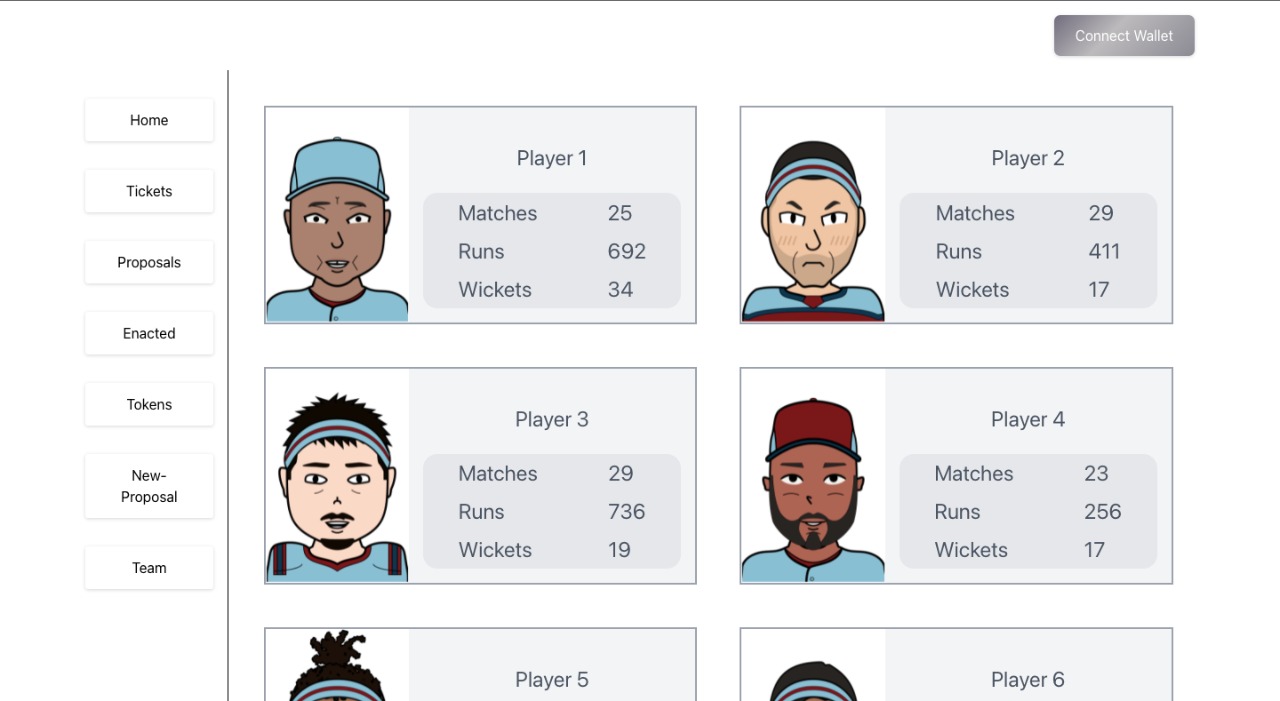 Connect Wallet
Home
Tickets
Proposals
Enacted
Tokens
New-
Proposal
Team
Player 1
Matches 25
Runs 692
Wickets 34
Player 2
Matches 29
Runs 411
Wickets 17
Player 3
Matches 29
Runs 736
Wickets 19
Player 4
Matches 23
Runs 256
Wickets 17
Player 5
Player 6